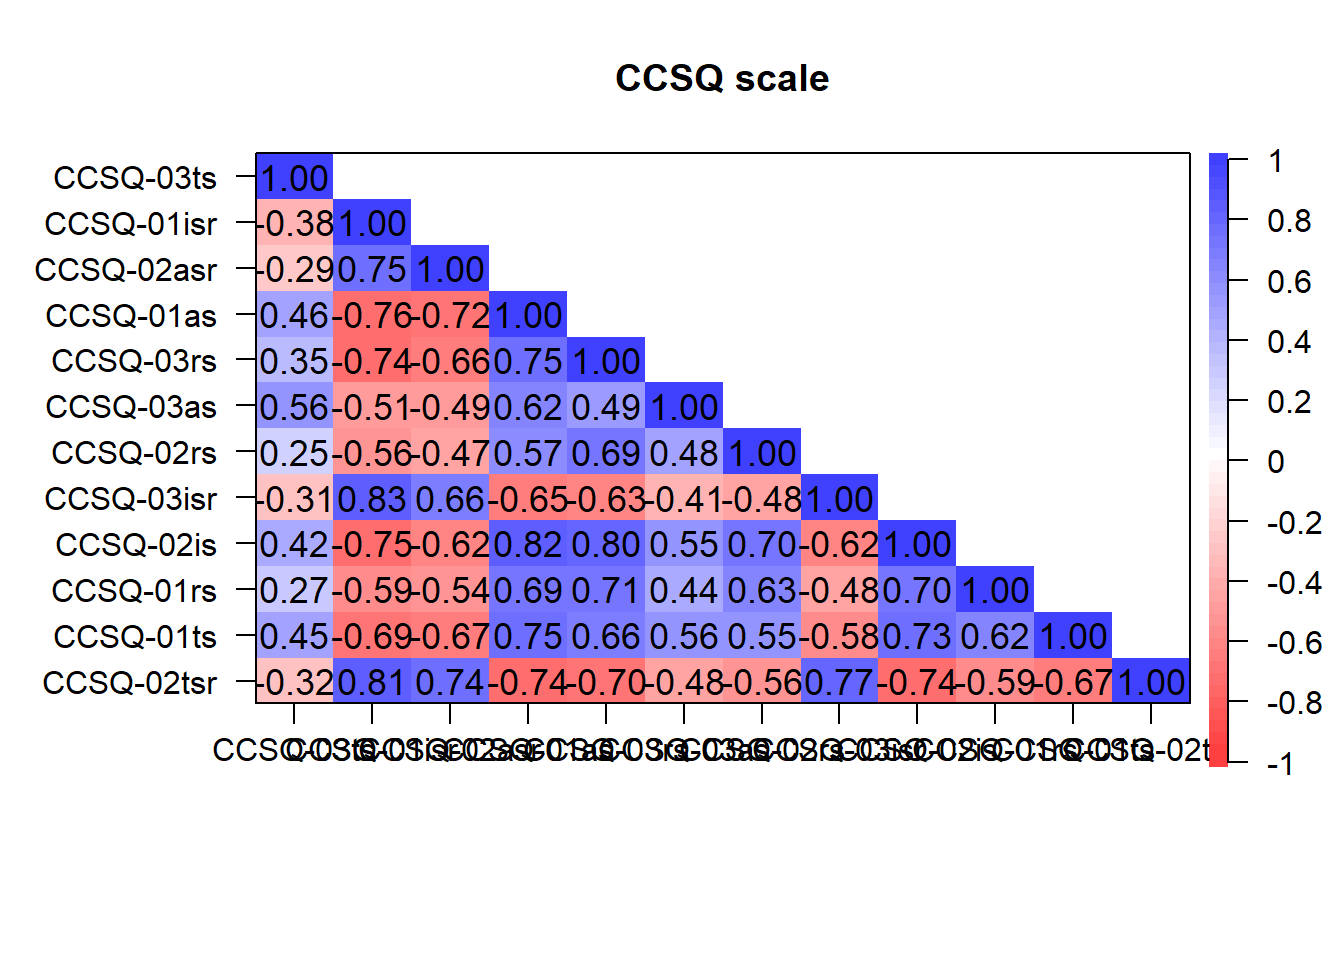 CCSQ scale
CCSQ-03ts 1.00
CCSQ-01isr -0.38 1.00
CCSQ-02asr -0.29 0.75 1.00
CCSQ-01as 0.46 -0.76 -0.72 1.00
CCSQ-03rs 0.35 -0.74 -0.66 0.75 1.00
CCSQ-03as 0.56 -0.51 -0.49 0.62 0.49 1.00
CCSQ-02rs 0.25 -0.56 -0.47 0.57 0.69 0.48 1.00
CCSQ-03isr -0.31 0.83 0.66 -0.65 -0.63 -0.41 -0.48 1.00
CCSQ-02is 0.42 -0.75 -0.62 0.82 0.80 0.55 0.70 -0.62 1.00
CCSQ-01rs 0.27 -0.59 -0.54 0.69 0.71 0.44 0.63 -0.48 0.70 1.00
CCSQ-01ts 0.45 -0.69 -0.67 0.75 0.66 0.56 0.55 -0.58 0.73 0.62 1.00
CCSQ-02tsr -0.32 0.81 0.74 -0.74 -0.70 -0.48 -0.56 0.77 -0.74 -0.59 -0.67 1.00
1
0.8
0.6
0.4
0.2
0
-0.2
-0.4
-0.6
-0.8
-1